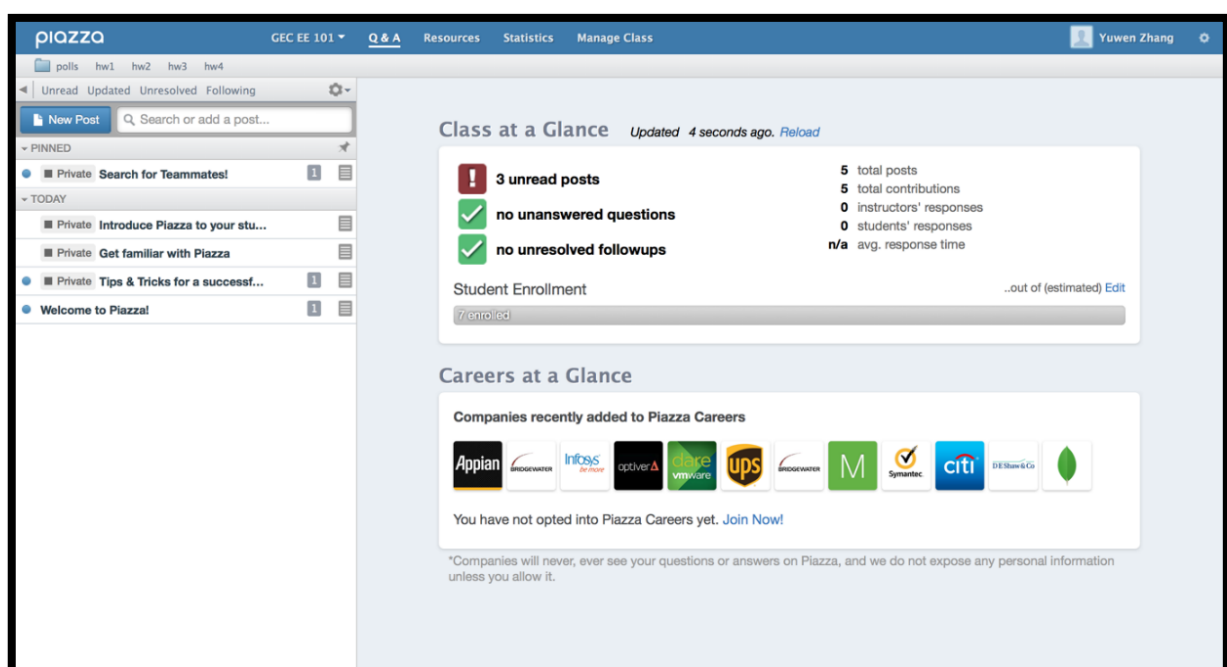 piazza GEC EE 101 Q & A Resources Statistics Manage Class Yuwen Zhang
polls hw1 hw2 hw3 hw4
Unread Updated Unresolved Following
New Post Search or add a post...
PINNED
Private Search for Teammates! 1
TODAY
Private Introduce Piazza to your stu...
Private Get familiar with Piazza
Private Tips & Tricks for a successf... 1
Welcome to Piazza! 1
Class at a Glance Updated 4 seconds ago. Reload
3 unread posts
no unanswered questions
no unresolved followups
5 total posts
5 total contributions
0 instructors' responses
0 students' responses
n/a avg. response time
Student Enrollment ..out of (estimated) Edit
7 enrolled
Careers at a Glance
Companies recently added to Piazza Careers
Appian BRIDGEWATER Infosys be more optiver dare vmware ups BRIDGEWATER M Symantec. citi DE Shaw & Co
You have not opted into Piazza Careers yet. Join Now!
*Companies will never, ever see your questions or answers on Piazza, and we do not expose any personal information
unless you allow it.